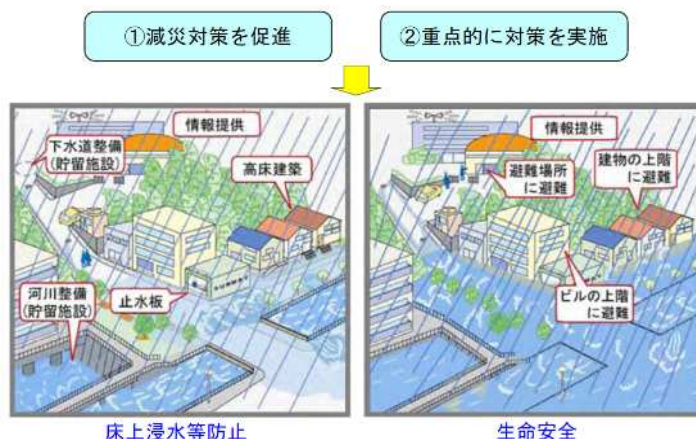 ①減災対策を促進
②重点的に対策を実施
情報提供
下水道整備
(貯留施設)
高床建築
河川整備
(貯留施設)
止水板
床上浸水等防止
情報提供
避難場所
に避難
建物の上階
に避難
ビルの上階
に避難
生命安全